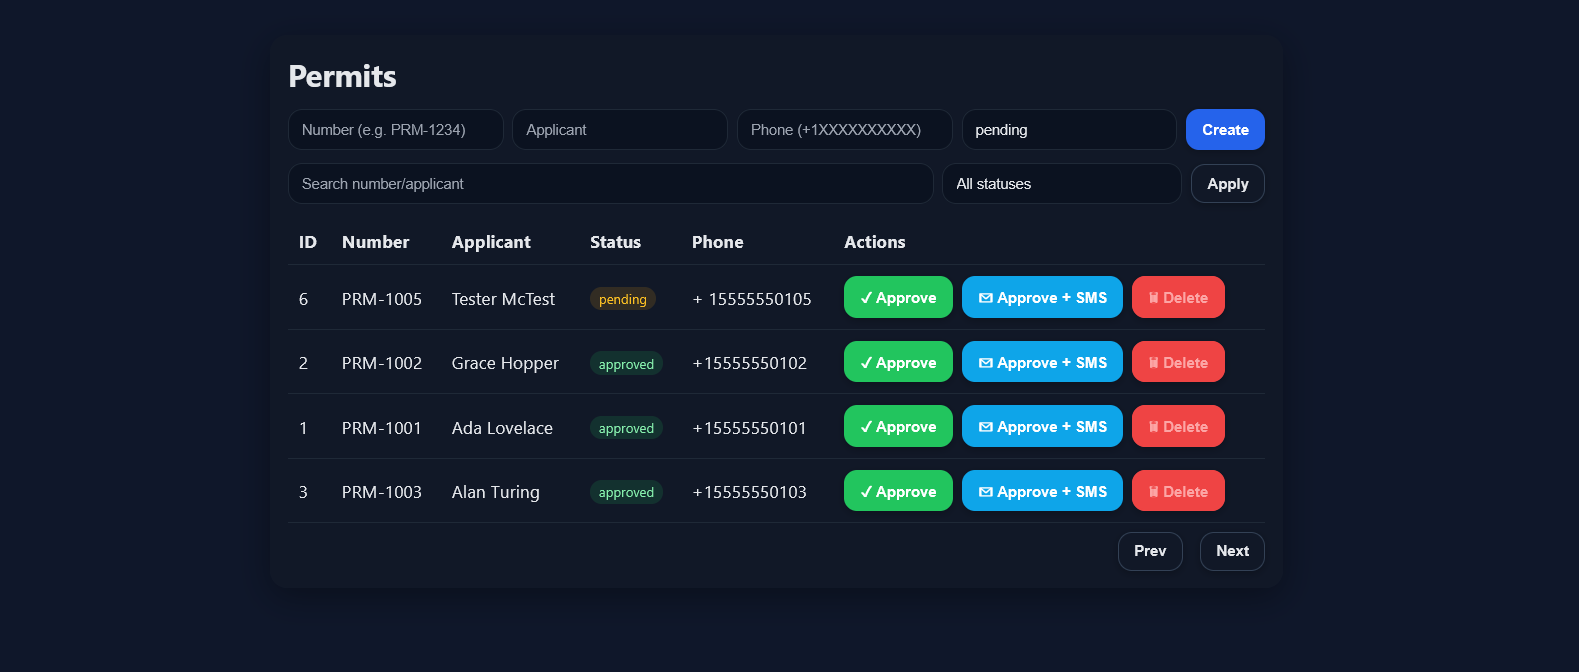 Permits
Number (e.g. PRM-1234) Applicant Phone (+1XXXXXXXXXX) pending Create
Search number/applicant All statuses Apply
ID Number Applicant Status Phone Actions
6 PRM-1005 Tester McTest pending + 15555550105 ✓ Approve ✉ Approve + SMS 🗑 Delete
2 PRM-1002 Grace Hopper approved +15555550102 ✓ Approve ✉ Approve + SMS 🗑 Delete
1 PRM-1001 Ada Lovelace approved +15555550101 ✓ Approve ✉ Approve + SMS 🗑 Delete
3 PRM-1003 Alan Turing approved +15555550103 ✓ Approve ✉ Approve + SMS 🗑 Delete
Prev Next